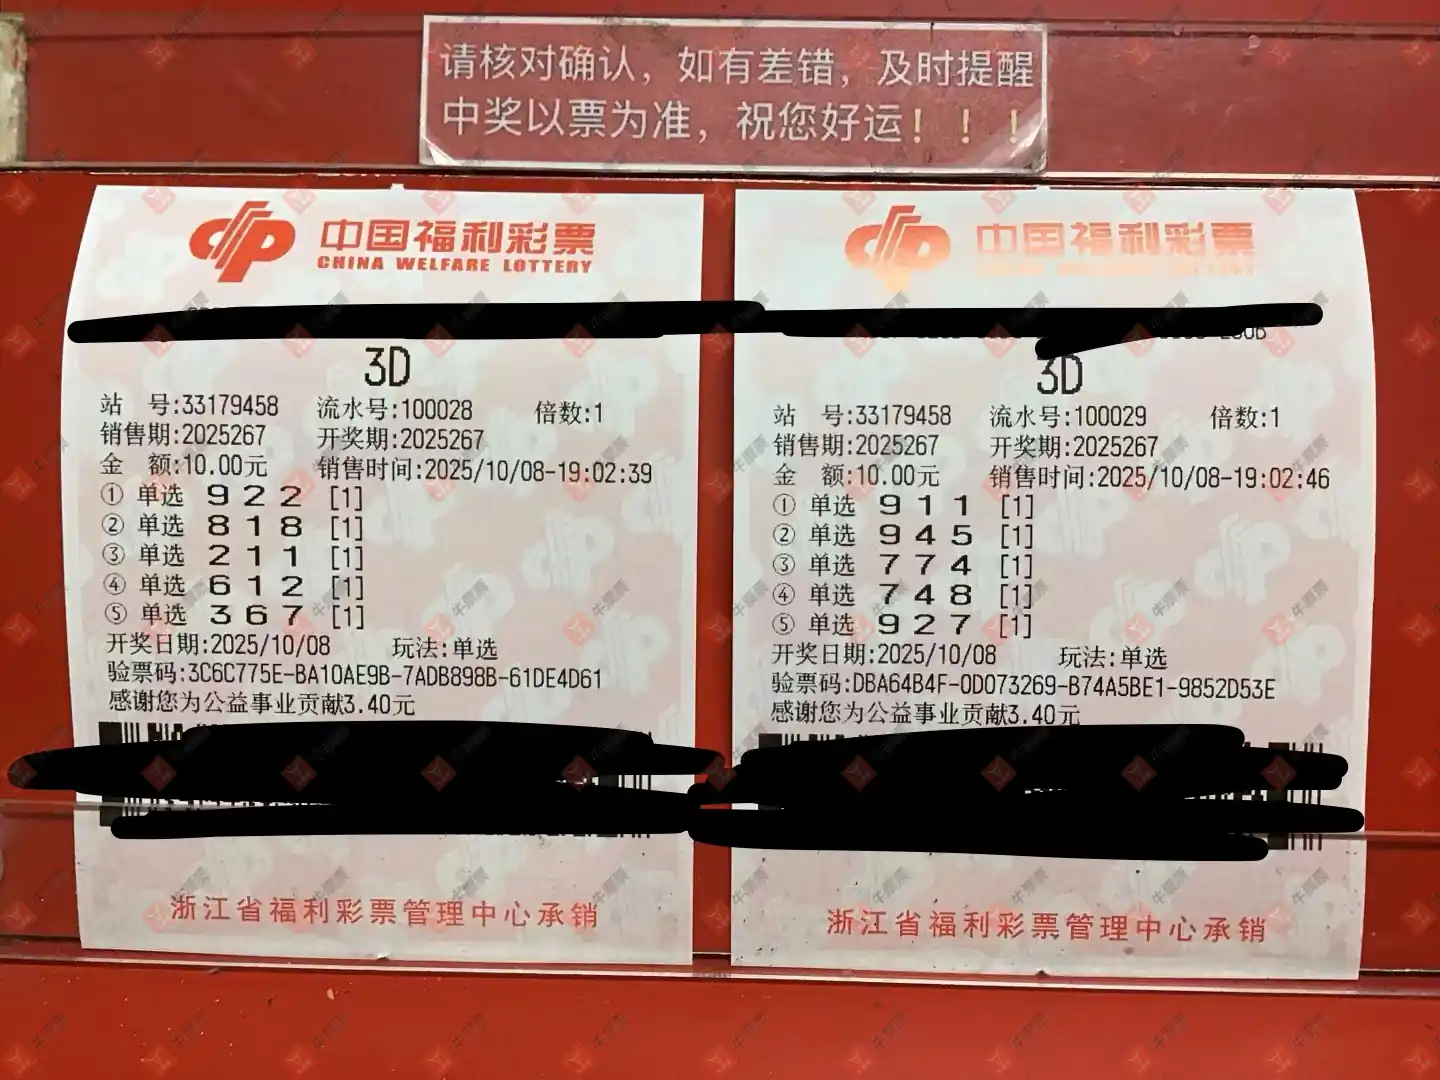 请核对确认，如有差错，及时提醒
中奖以票为准，祝您好运！！！
中国福利彩票
CHINA WELFARE LOTTERY
3D
站 号:33179458 流水号:100028 倍数:1
销售期:2025267 开奖期:2025267
金 额:10.00元 销售时间:2025/10/08-19:02:39
① 单选 9 2 2 [1]
② 单选 8 1 8 [1]
③ 单选 2 1 1 [1]
④ 单选 6 1 2 [1]
⑤ 单选 3 6 7 [1]
开奖日期:2025/10/08 玩法:单选
验票码:3C6C775E-BA10AE9B-7ADB898B-61DE4D61
感谢您为公益事业贡献3.40元
浙江省福利彩票管理中心承销
中国福利彩票
CHINA WELFARE LOTTERY
3D
站 号:33179458 流水号:100029 倍数:1
销售期:2025267 开奖期:2025267
金 额:10.00元 销售时间:2025/10/08-19:02:46
① 单选 9 1 1 [1]
② 单选 9 4 5 [1]
③ 单选 7 7 4 [1]
④ 单选 7 4 8 [1]
⑤ 单选 9 2 7 [1]
开奖日期:2025/10/08 玩法:单选
验票码:DBA64B4F-0D073269-B74A5BE1-9852D53E
感谢您为公益事业贡献3.40元
浙江省福利彩票管理中心承销